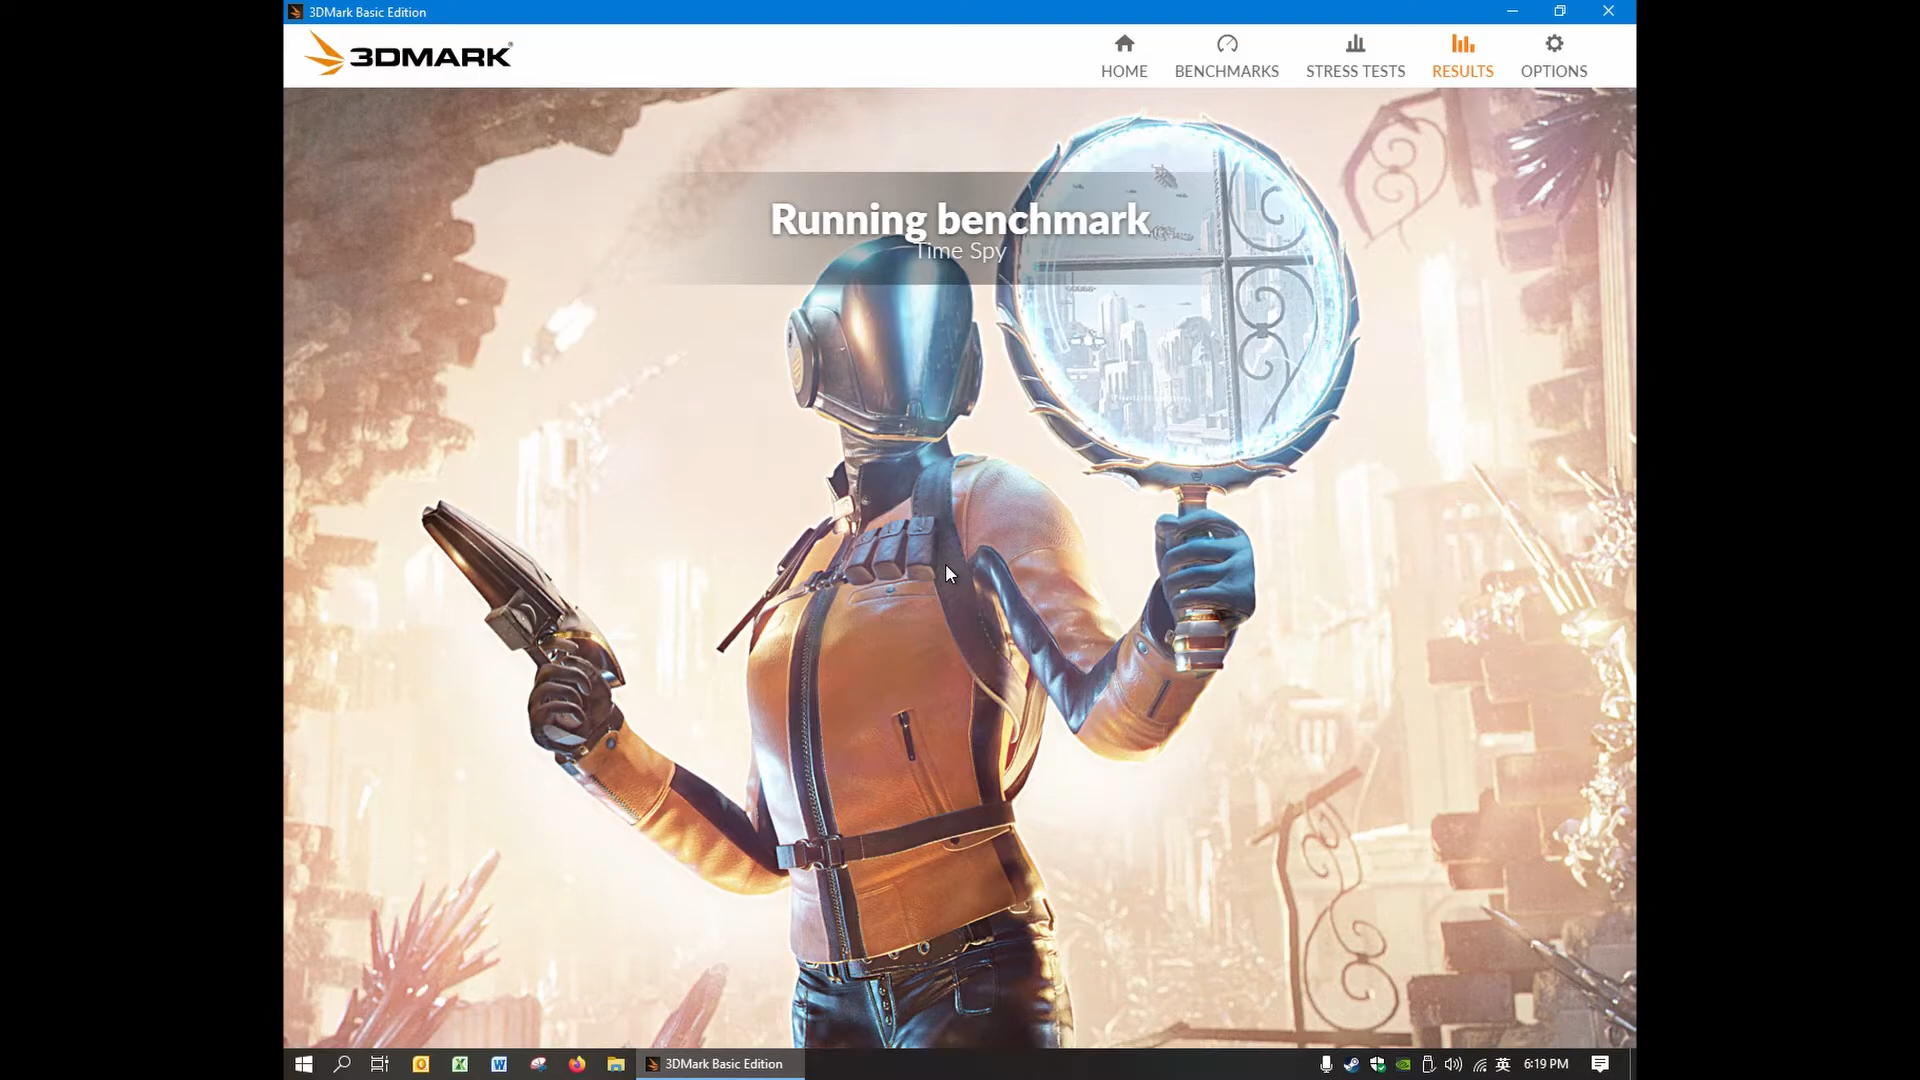 3DMark Basic Edition
3DMARK
HOME
BENCHMARKS
STRESS TESTS
RESULTS
OPTIONS
Running benchmark
Time Spy
3DMark Basic Edition
英
6:19 PM